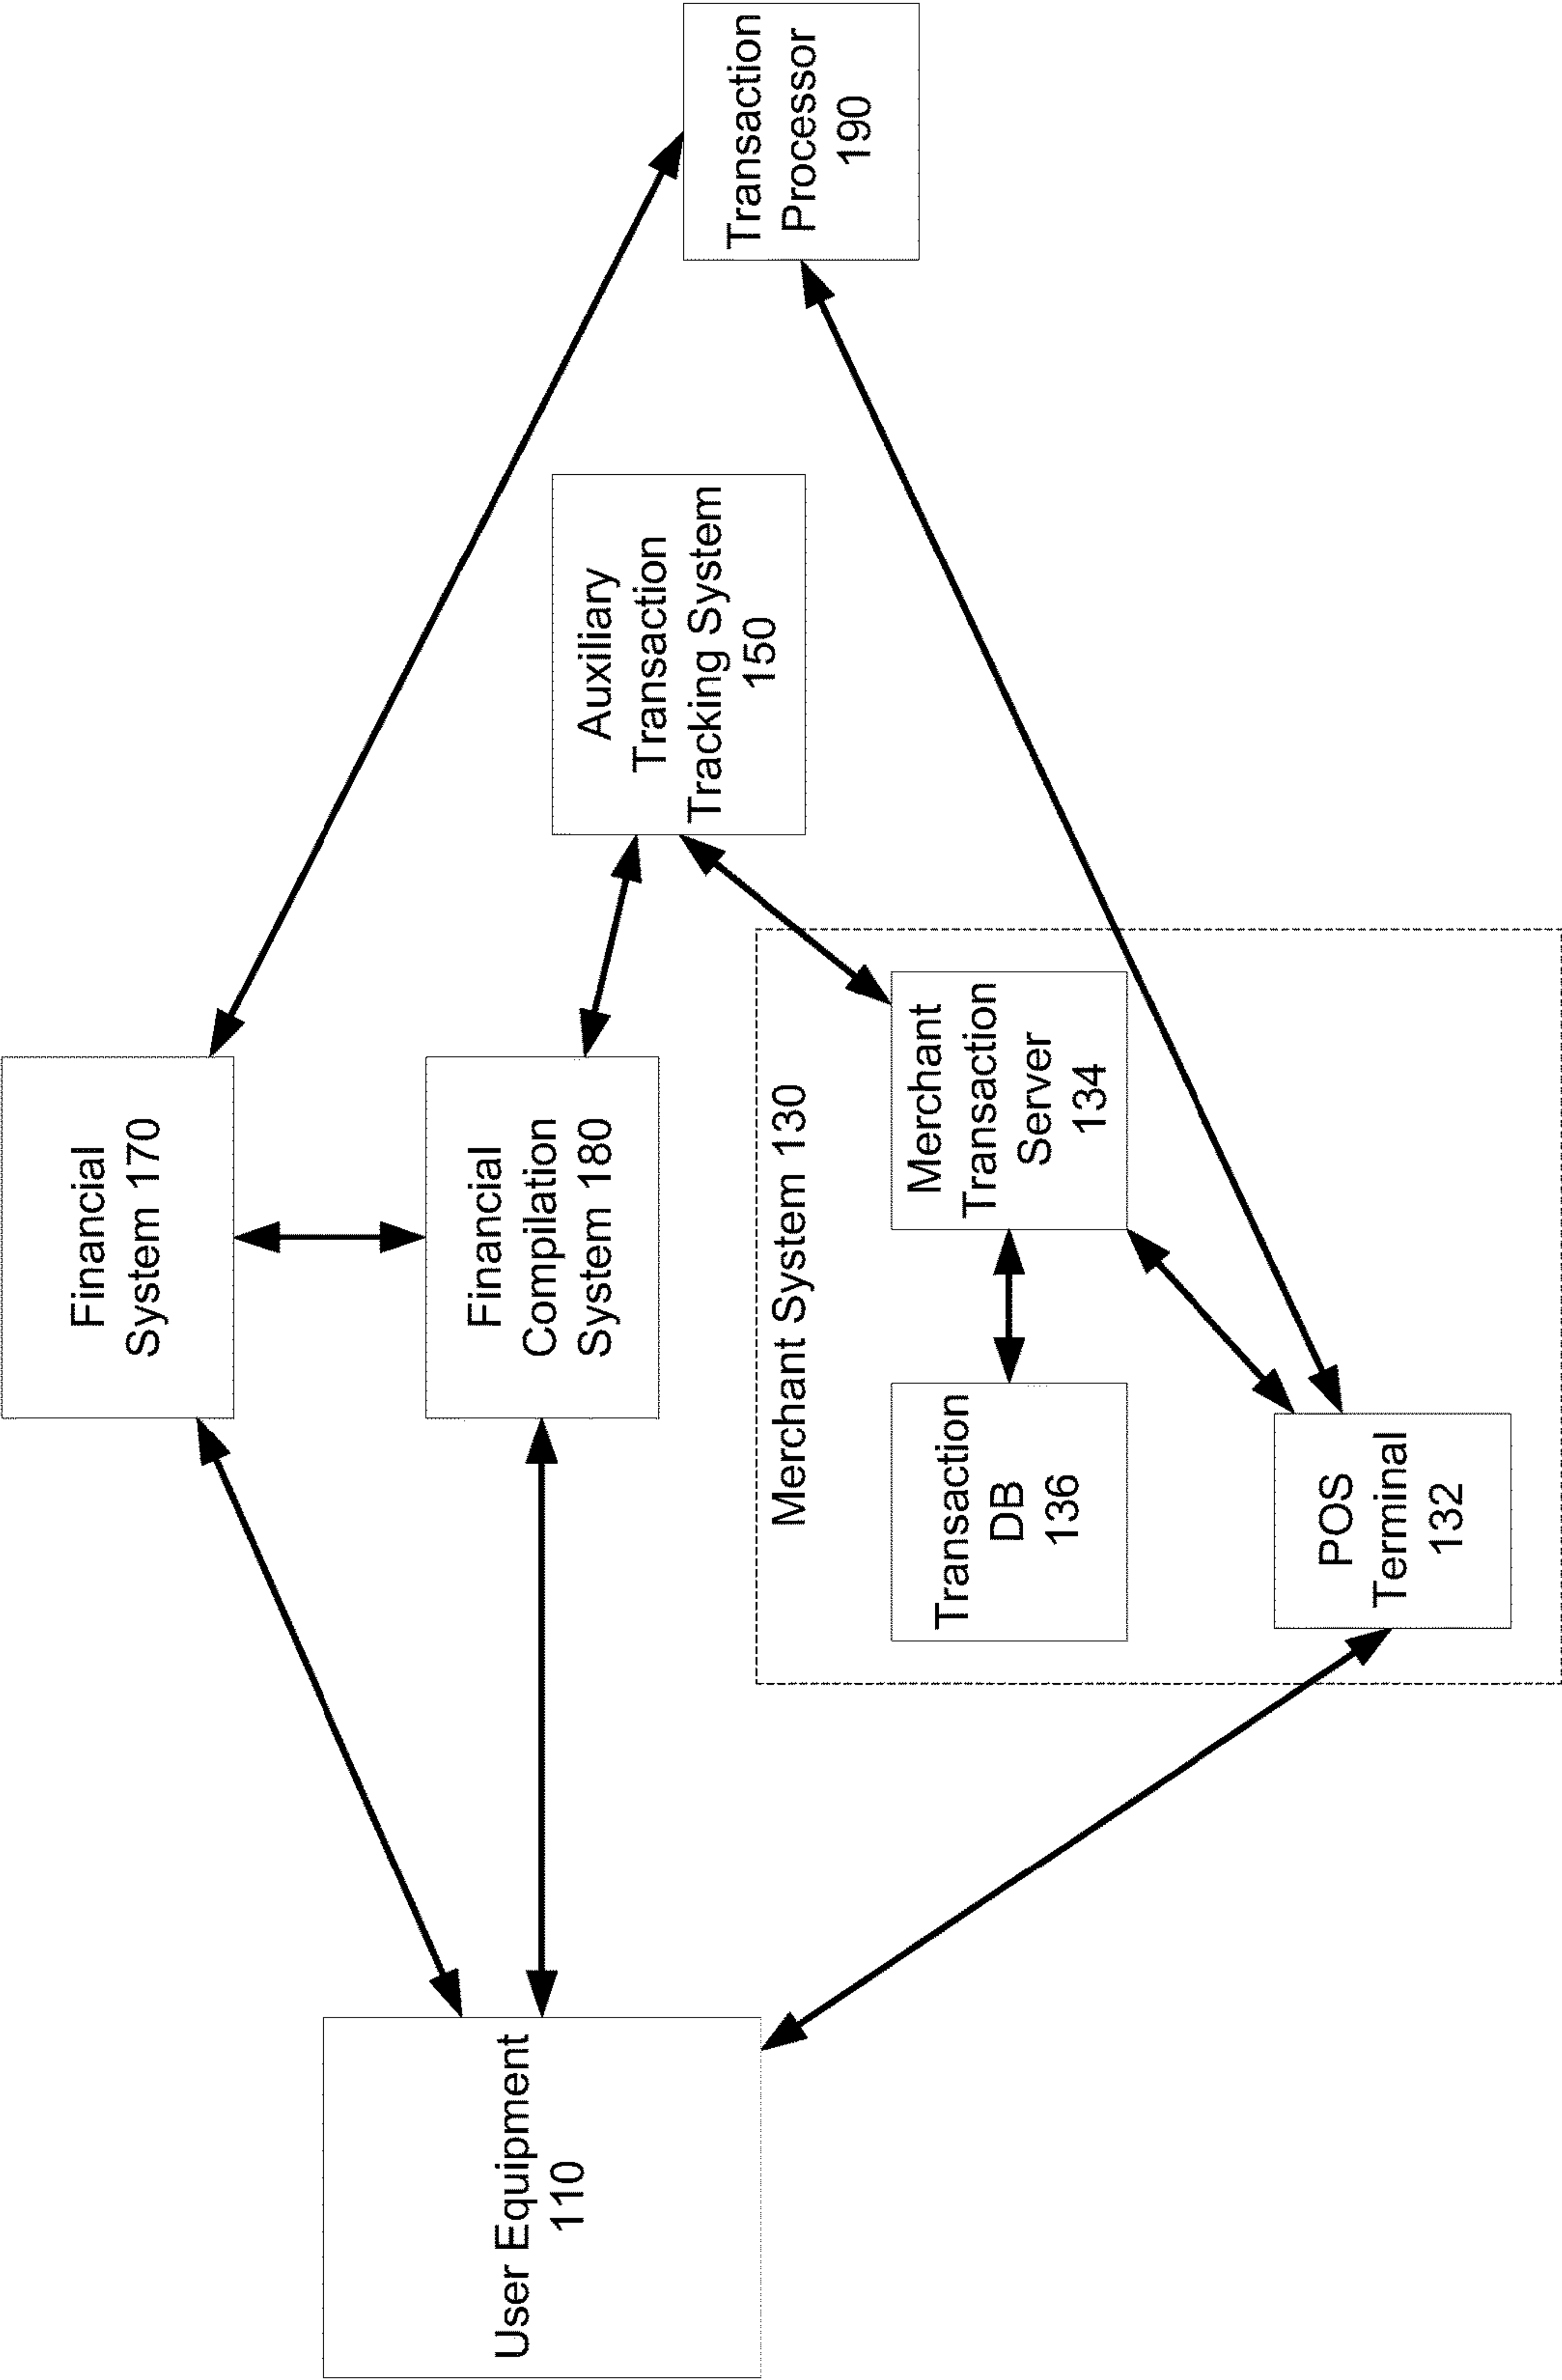 Financial
System 170
Transaction
Processor
190
Auxiliary
Transaction
Tracking System
150
Financial
Compilation
System 180
User Equipment
110
Merchant System 130
Merchant
Transaction
Server
134
Transaction
DB
136
POS
Terminal
132